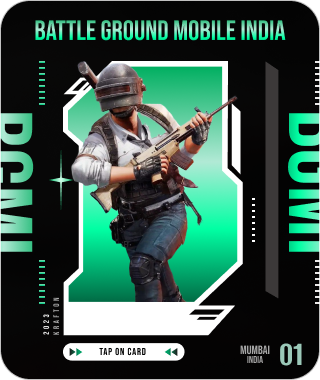 BATTLE GROUND MOBILE INDIA
BGMI
BGMI
2023
KRAFTON
TAP ON CARD
MUMBAI
INDIA
01